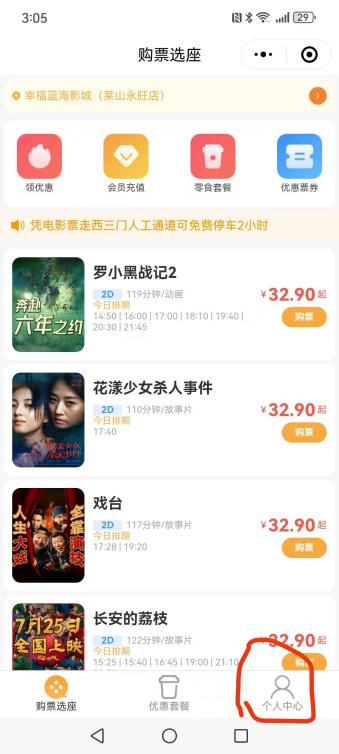 3:05
29
购票选座
幸福蓝海影城（莱山永旺店）
领优惠
会员充值
零食套餐
优惠票券
凭电影票走西三门人工通道可免费停车2小时
奔赴
六年之约
罗小黑战记2
2D 119分钟/动画
今日排期
14:50 | 16:00 | 17:00 | 18:10 | 19:40 |
20:30 | 21:45
¥32.90起
购票
花漾少女杀人事件
2D 110分钟/故事片
今日排期
17:40
¥32.90起
购票
人生大戏
全靠演技
戏台
2D 117分钟/故事片
今日排期
17:28 | 19:20
¥32.90起
购票
7月25日
全国上映
长安的荔枝
2D 122分钟/故事片
今日排期
15:25 | 15:40 | 16:45 | 19:00 | 21:10
¥32.90起
购票
购票选座
优惠套餐
个人中心